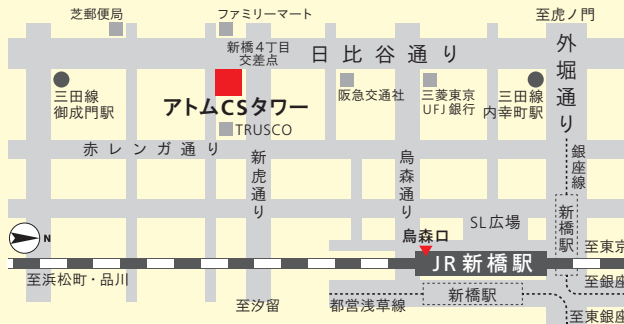 芝郵便局
ファミリーマート
至虎ノ門
新橋4丁目
交差点
日比谷通り
外堀通り
三田線
御成門駅
アトムCSタワー
阪急交通社
三菱東京
UFJ銀行
三田線
内幸町駅
TRUSCO
赤レンガ通り
新虎通り
烏森通り
銀座線
新橋駅
SL広場
烏森口
N
JR新橋駅
至東京
至浜松町・品川
至銀座
至汐留
都営浅草線
新橋駅
至東銀座